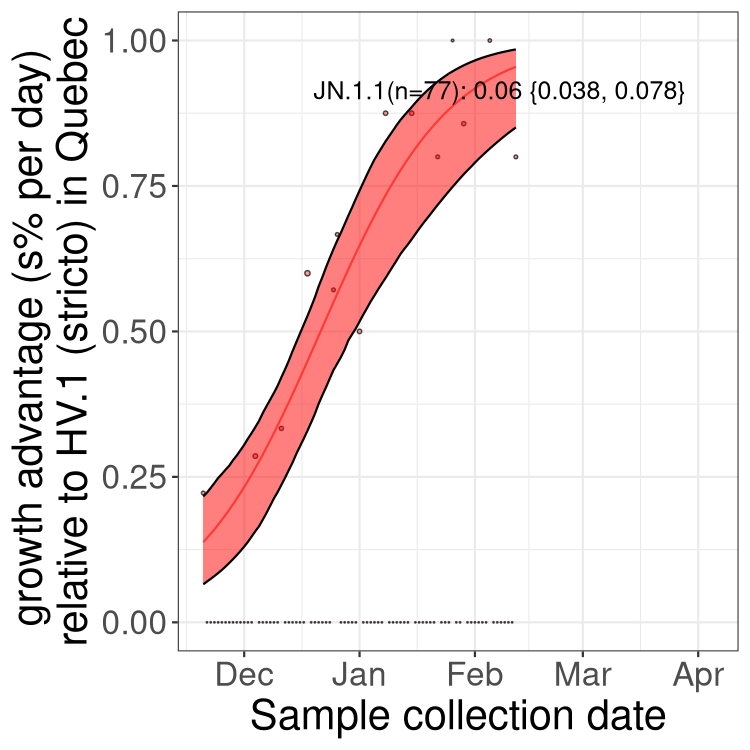 growth advantage (s% per day)
relative to HV.1 (stricto) in Quebec
1.00
0.75
0.50
0.25
0.00
JN.1.1(n=77): 0.06 {0.038, 0.078}
Dec Jan Feb Mar Apr
Sample collection date